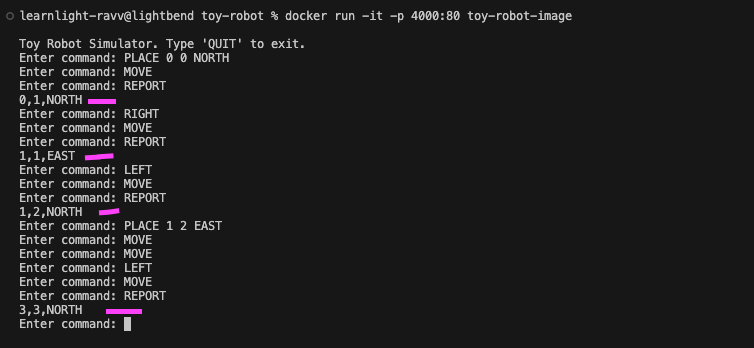 learnlight-ravv@lightbend toy-robot % docker run -it -p 4000:80 toy-robot-image
Toy Robot Simulator. Type 'QUIT' to exit.
Enter command: PLACE 0 0 NORTH
Enter command: MOVE
Enter command: REPORT
0,1,NORTH
Enter command: RIGHT
Enter command: MOVE
Enter command: REPORT
1,1,EAST
Enter command: LEFT
Enter command: MOVE
Enter command: REPORT
1,2,NORTH
Enter command: PLACE 1 2 EAST
Enter command: MOVE
Enter command: MOVE
Enter command: LEFT
Enter command: MOVE
Enter command: REPORT
3,3,NORTH
Enter command: